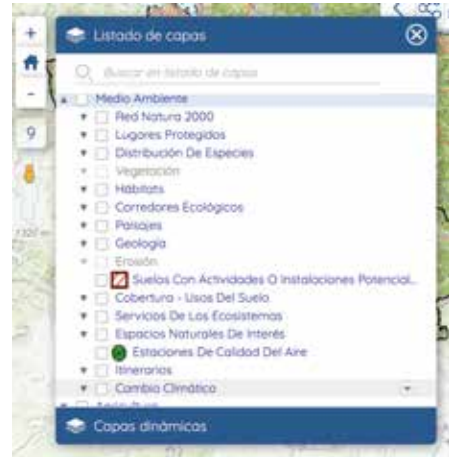 +
Listado de capas
Buscar en listado de capas
-
Medio Ambiente
Red Natura 2000
9
Lugares Protegidos
Distribución De Especies
Vegetación
Hábitats
Corredores Ecológicos
Paisajes
Geología
Erosión
Suelos Con Actividades O Instalaciones Potencial...
Cobertura - Usos Del Suelo
Servicios De Los Ecosistemas
Espacios Naturales De Interés
Estaciones De Calidad Del Aire
Itinerarios
Cambio Climático
Agricultura
Capas dinámicas